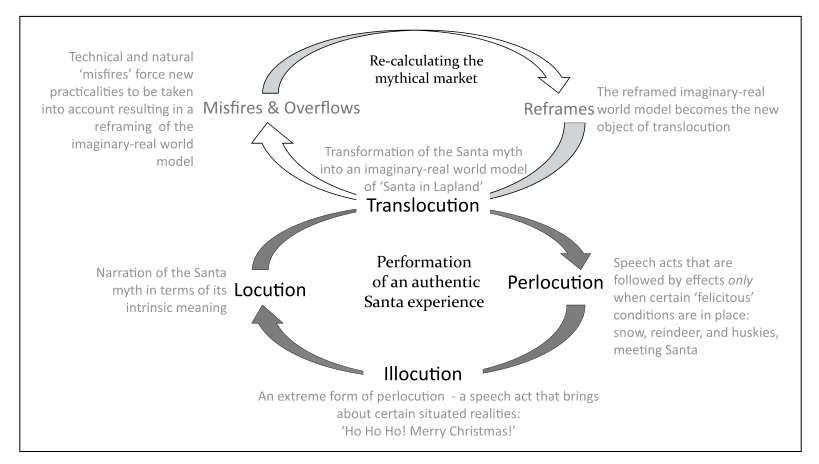 Technical and natural
‘misfires’ force new
practicalities to be taken
into account resulting in a
reframing of the
imaginary-real world
model
Misfires & Overflows
Re-calculating the
mythical market
Reframes
The reframed imaginary-real
world model becomes the new
object of translocution
Transformation of the Santa myth
into an imaginary-real world model
of ‘Santa in Lapland’
Translocution
Narration of the Santa
myth in terms of its
intrinsic meaning
Locution
Performation
of an authentic
Santa experience
Perlocution
Speech acts that are
followed by effects only
when certain ‘felicitous’
conditions are in place:
snow, reindeer, and huskies,
meeting Santa
Illocution
An extreme form of perlocution - a speech act that brings
about certain situated realities:
‘Ho Ho Ho! Merry Christmas!’